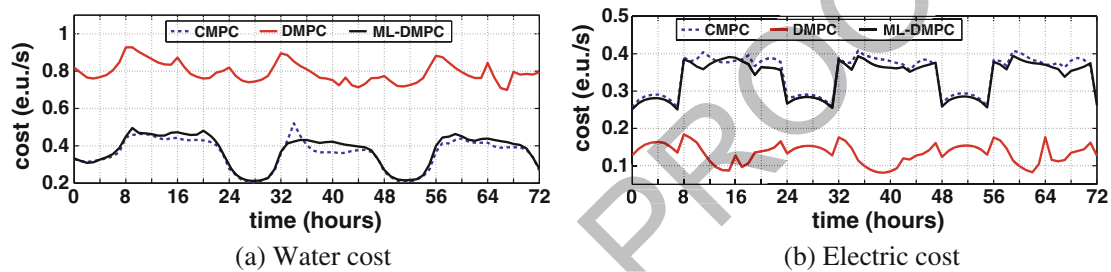 CMPC DMPC ML-DMPC
cost (e.u./s)
1
0.8
0.6
0.4
0.2
0 8 16 24 32 40 48 56 64 72
time (hours)
(a) Water cost
CMPC DMPC ML-DMPC
cost (e.u./s)
0.5
0.4
0.3
0.2
0.1
0 8 16 24 32 40 48 56 64 72
time (hours)
(b) Electric cost
PROO